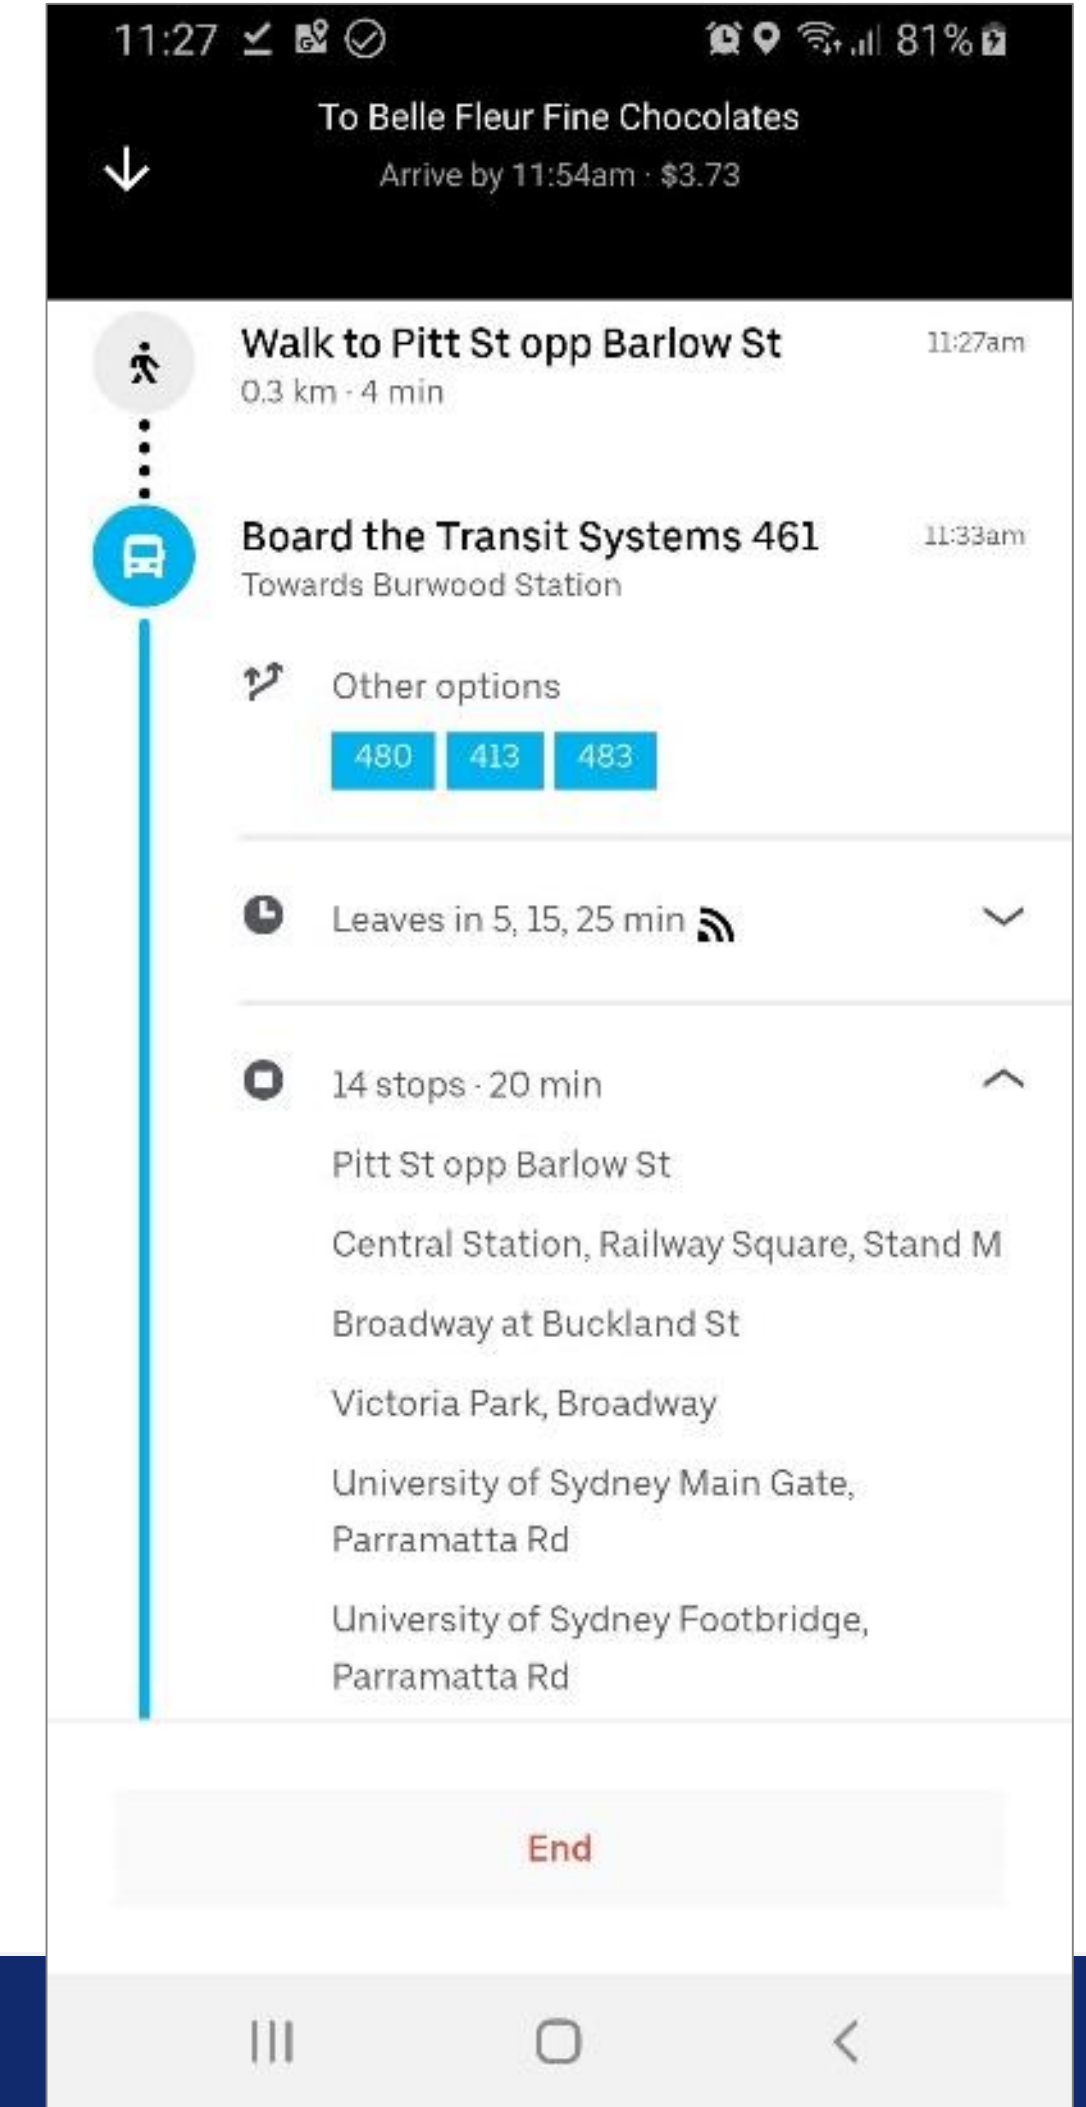 11:27 81%
To Belle Fleur Fine Chocolates
Arrive by 11:54am · $3.73
Walk to Pitt St opp Barlow St 11:27am
0.3 km · 4 min
Board the Transit Systems 461 11:33am
Towards Burwood Station
Other options
480 413 483
Leaves in 5, 15, 25 min
14 stops · 20 min
Pitt St opp Barlow St
Central Station, Railway Square, Stand M
Broadway at Buckland St
Victoria Park, Broadway
University of Sydney Main Gate,
Parramatta Rd
University of Sydney Footbridge,
Parramatta Rd
End